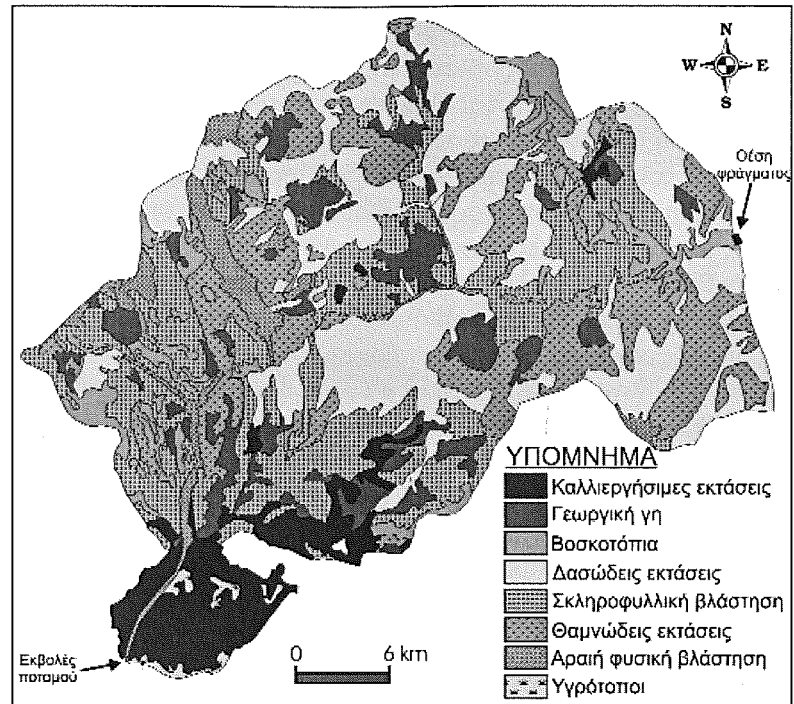 N
W E
S
Θέση
φράγματος
ΥΠΟΜΝΗΜΑ
Καλλιεργήσιμες εκτάσεις
Γεωργική γη
Βοσκοτόπια
Δασώδεις εκτάσεις
Σκληροφυλλική βλάστηση
Θαμνώδεις εκτάσεις
Αραιή φυσική βλάστηση
Υγρότοποι
0 6 km
Εκβολές
ποταμού